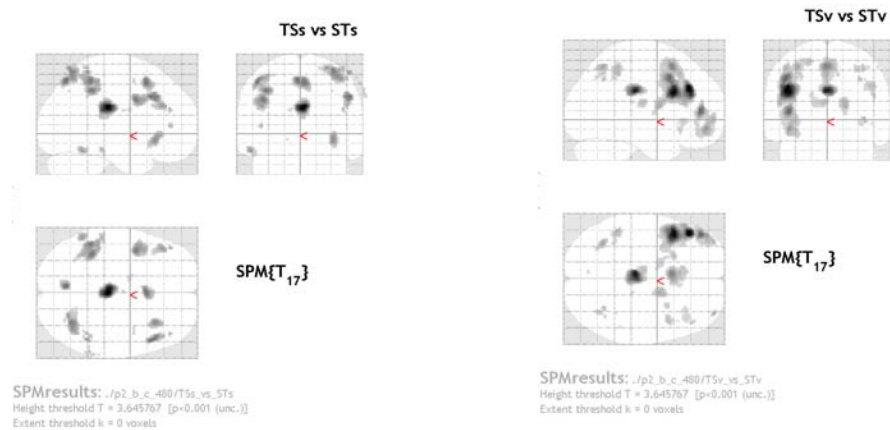 TSs vs STs
SPM{T17}
SPMresults: ./p2_b_c_480/TSs_vs_STs
Height threshold T = 3.645767 [p<0.001 (unc.)]
Extent threshold k = 0 voxels
TSv vs STv
SPM{T17}
SPMresults: ./p2_b_c_480/TSv_vs_STv
Height threshold T = 3.645767 [p<0.001 (unc.)]
Extent threshold k = 0 voxels